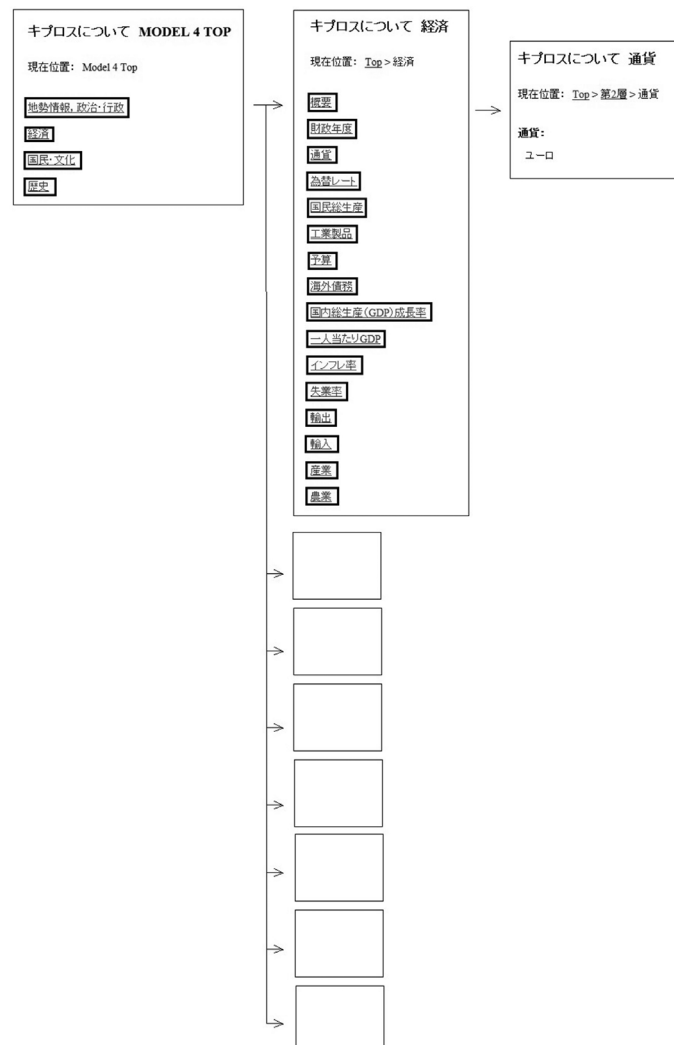 キプロスについて MODEL 4 TOP
現在位置: Model 4 Top
地勢情報, 政治・行政
経済
国民・文化
歴史
キプロスについて 経済
現在位置: Top > 経済
概要
財政年度
通貨
為替レート
国民総生産
工業製品
予算
海外債務
国内総生産(GDP)成長率
一人当たりGDP
インフレ率
失業率
輸出
輸入
産業
農業
キプロスについて 通貨
現在位置: Top > 第2層 > 通貨
通貨:
ユーロ